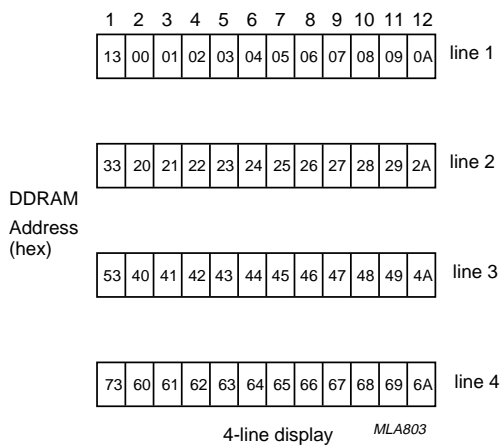 1 2 3 4 5 6 7 8 9 10 11 12
13 00 01 02 03 04 05 06 07 08 09 0A line 1
33 20 21 22 23 24 25 26 27 28 29 2A line 2
DDRAM
Address
(hex)
53 40 41 42 43 44 45 46 47 48 49 4A line 3
73 60 61 62 63 64 65 66 67 68 69 6A line 4
4-line display MLA803